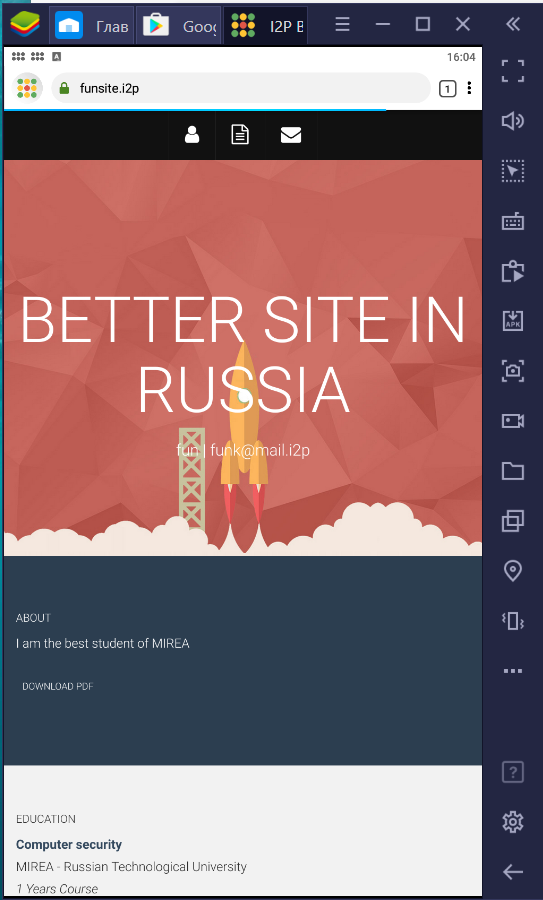 Глав
Goog
I2P B
16:04
funsite.i2p
1
BETTER SITE IN
RUSSIA
fun | funk@mail.i2p
ABOUT
I am the best student of MIREA
DOWNLOAD PDF
EDUCATION
Computer security
MIREA - Russian Technological University
1 Years Course
APK
A
?